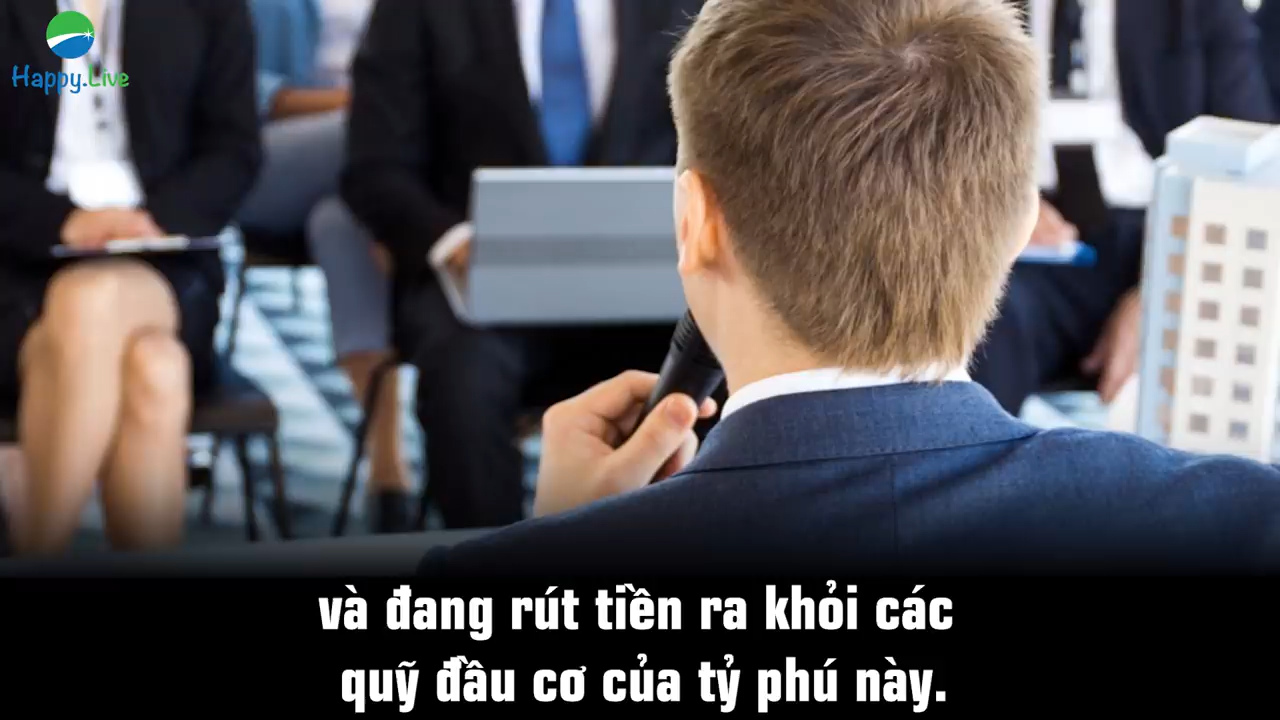 Happy.Live
và đang rút tiền ra khỏi các
quỹ đầu cơ của tỷ phú này.